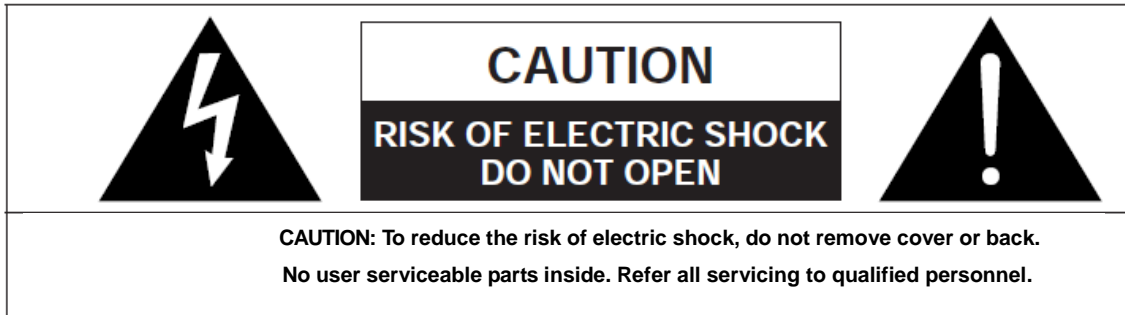 CAUTION
RISK OF ELECTRIC SHOCK
DO NOT OPEN
CAUTION: To reduce the risk of electric shock, do not remove cover or back.
No user serviceable parts inside. Refer all servicing to qualified personnel.